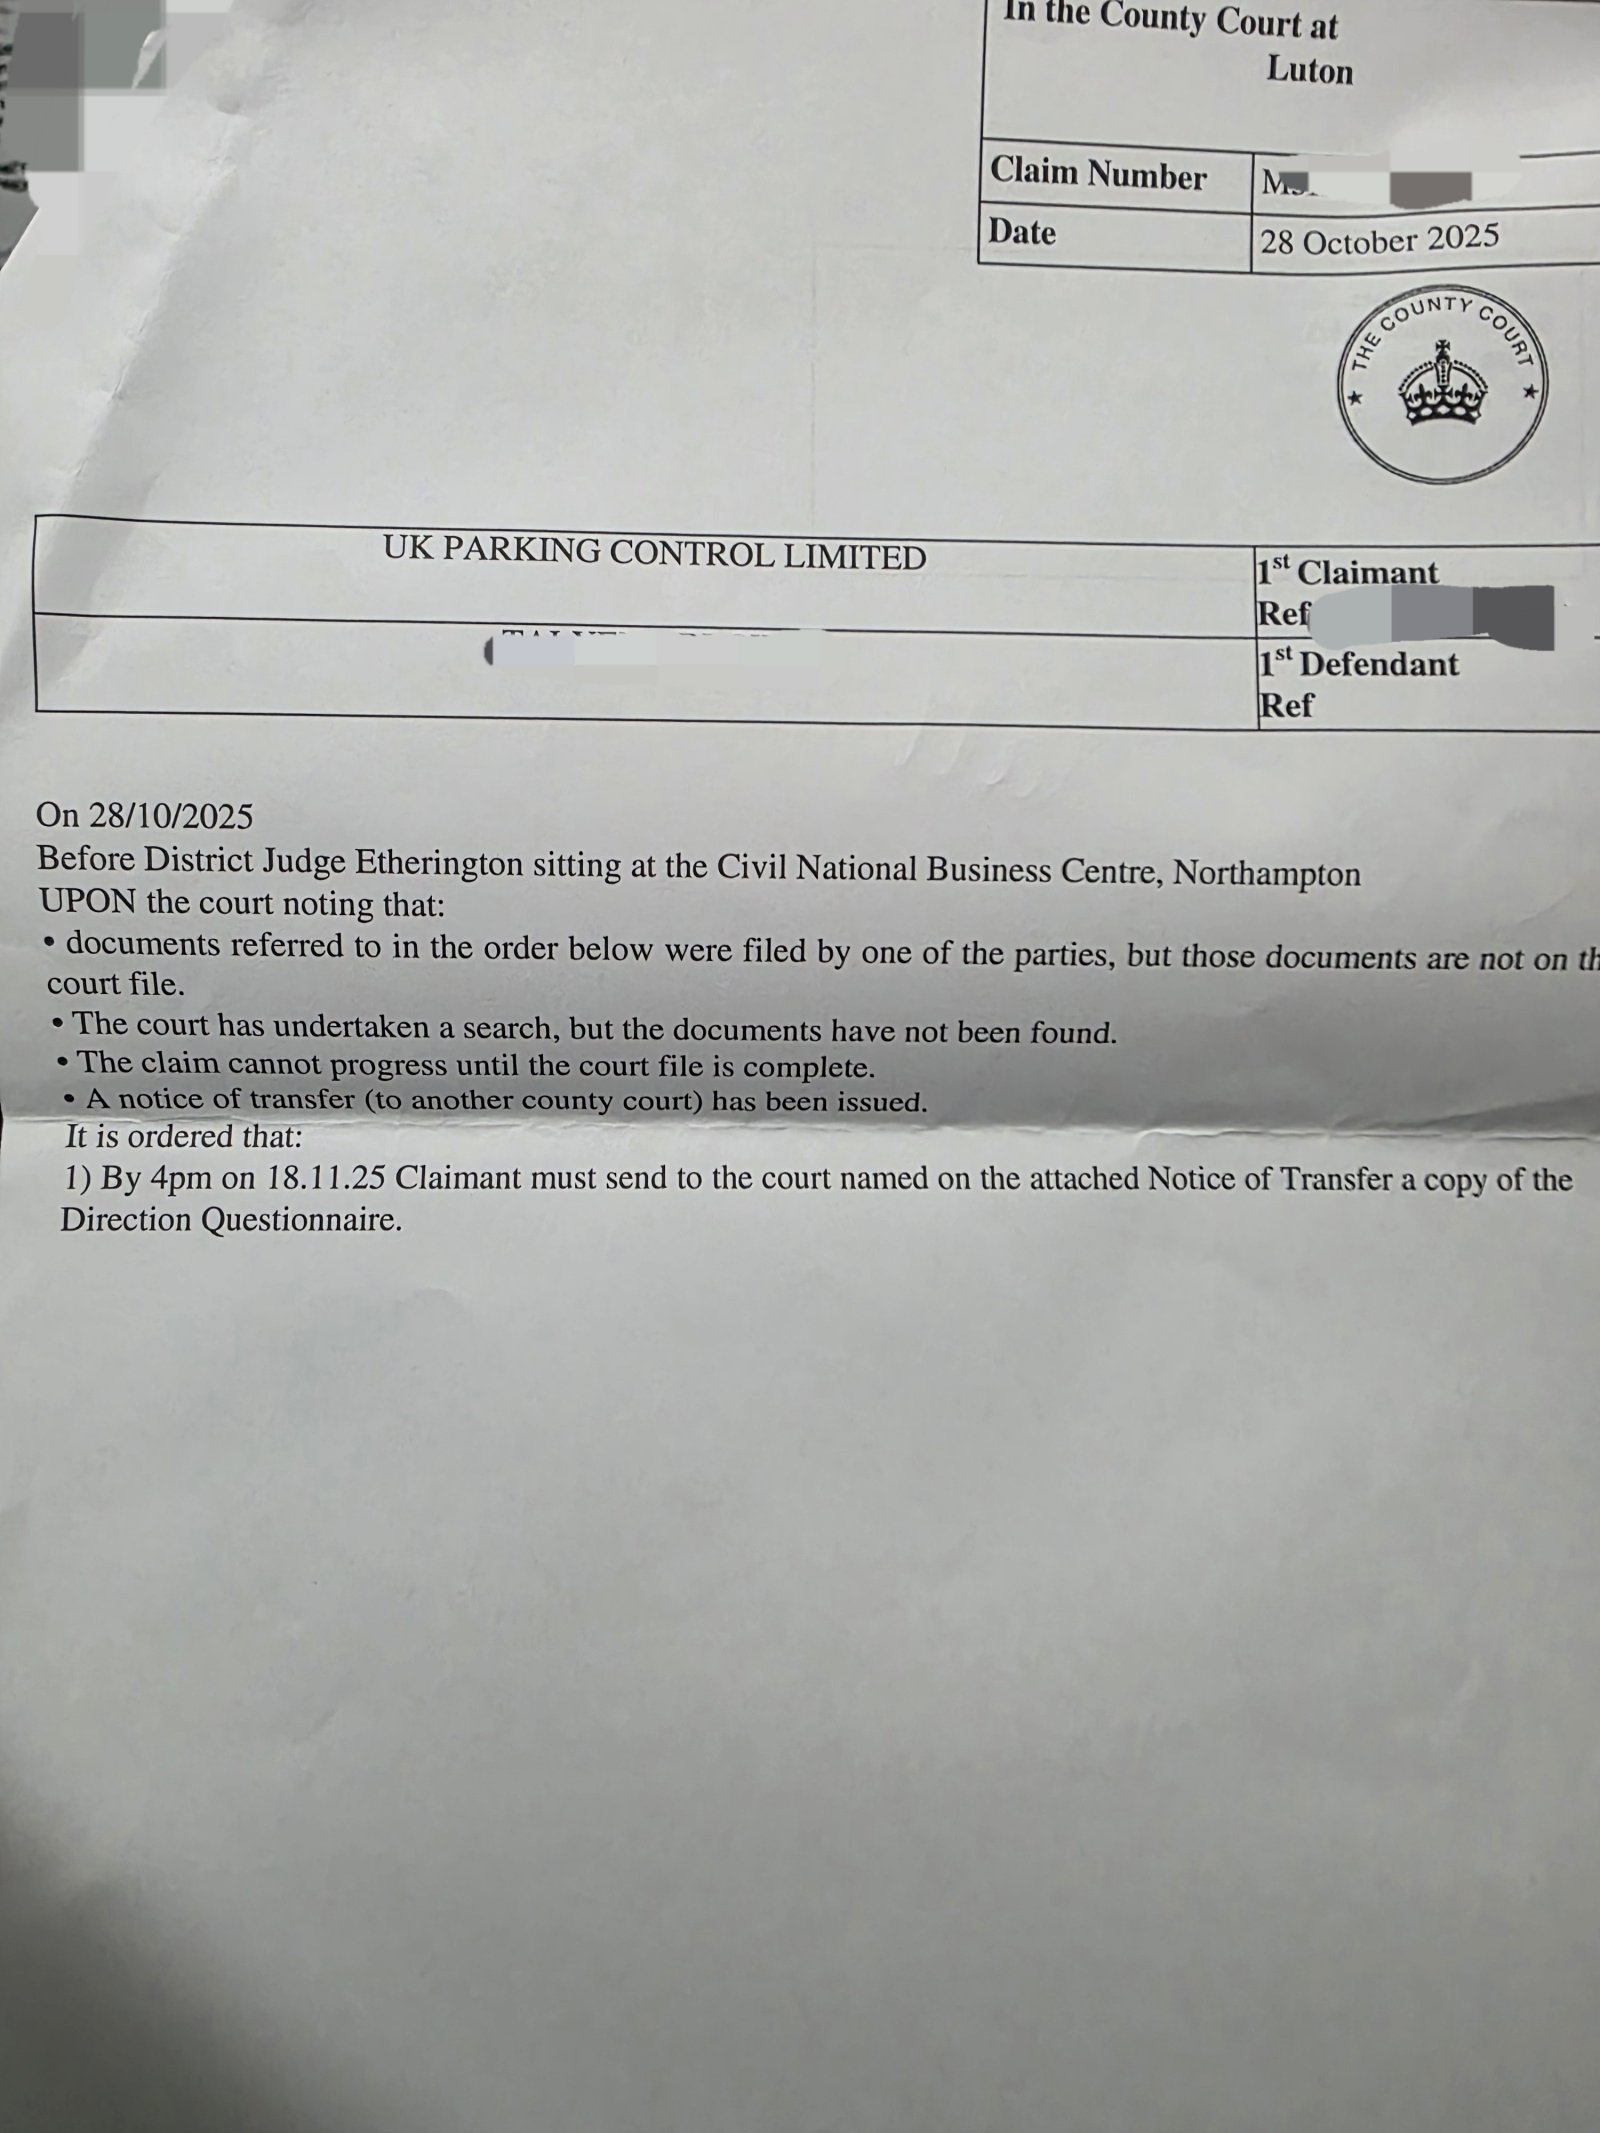 In the County Court at
Luton
Claim Number
Date
28 October 2025
★ THE COUNTY COURT ★
UK PARKING CONTROL LIMITED
1st Claimant
Ref
1st Defendant
Ref
On 28/10/2025
Before District Judge Etherington sitting at the Civil National Business Centre, Northampton
UPON the court noting that:
• documents referred to in the order below were filed by one of the parties, but those documents are not on th
court file.
• The court has undertaken a search, but the documents have not been found.
• The claim cannot progress until the court file is complete.
• A notice of transfer (to another county court) has been issued.
It is ordered that:
1) By 4pm on 18.11.25 Claimant must send to the court named on the attached Notice of Transfer a copy of the
Direction Questionnaire.